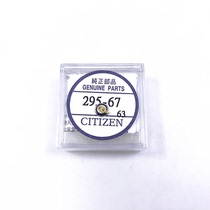 純正部品
GENUINE PARTS
295-67
63
CITIZEN